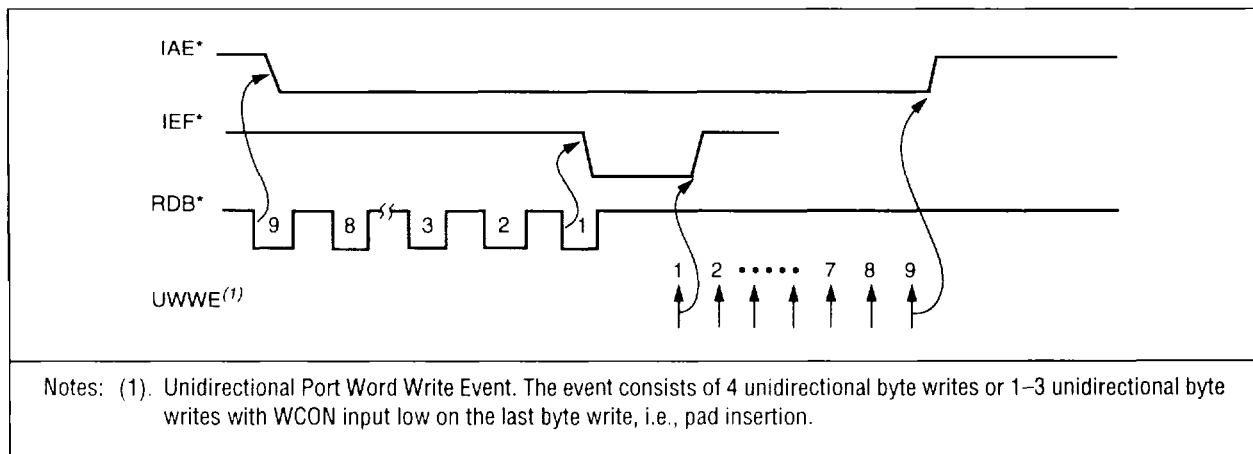 IAE*
IEF*
RDB*
9 8 3 2 1
1 2 • • • • • 7 8 9
UWWE(1)
Notes: (1). Unidirectional Port Word Write Event. The event consists of 4 unidirectional byte writes or 1–3 unidirectional byte
writes with WCON input low on the last byte write, i.e., pad insertion.